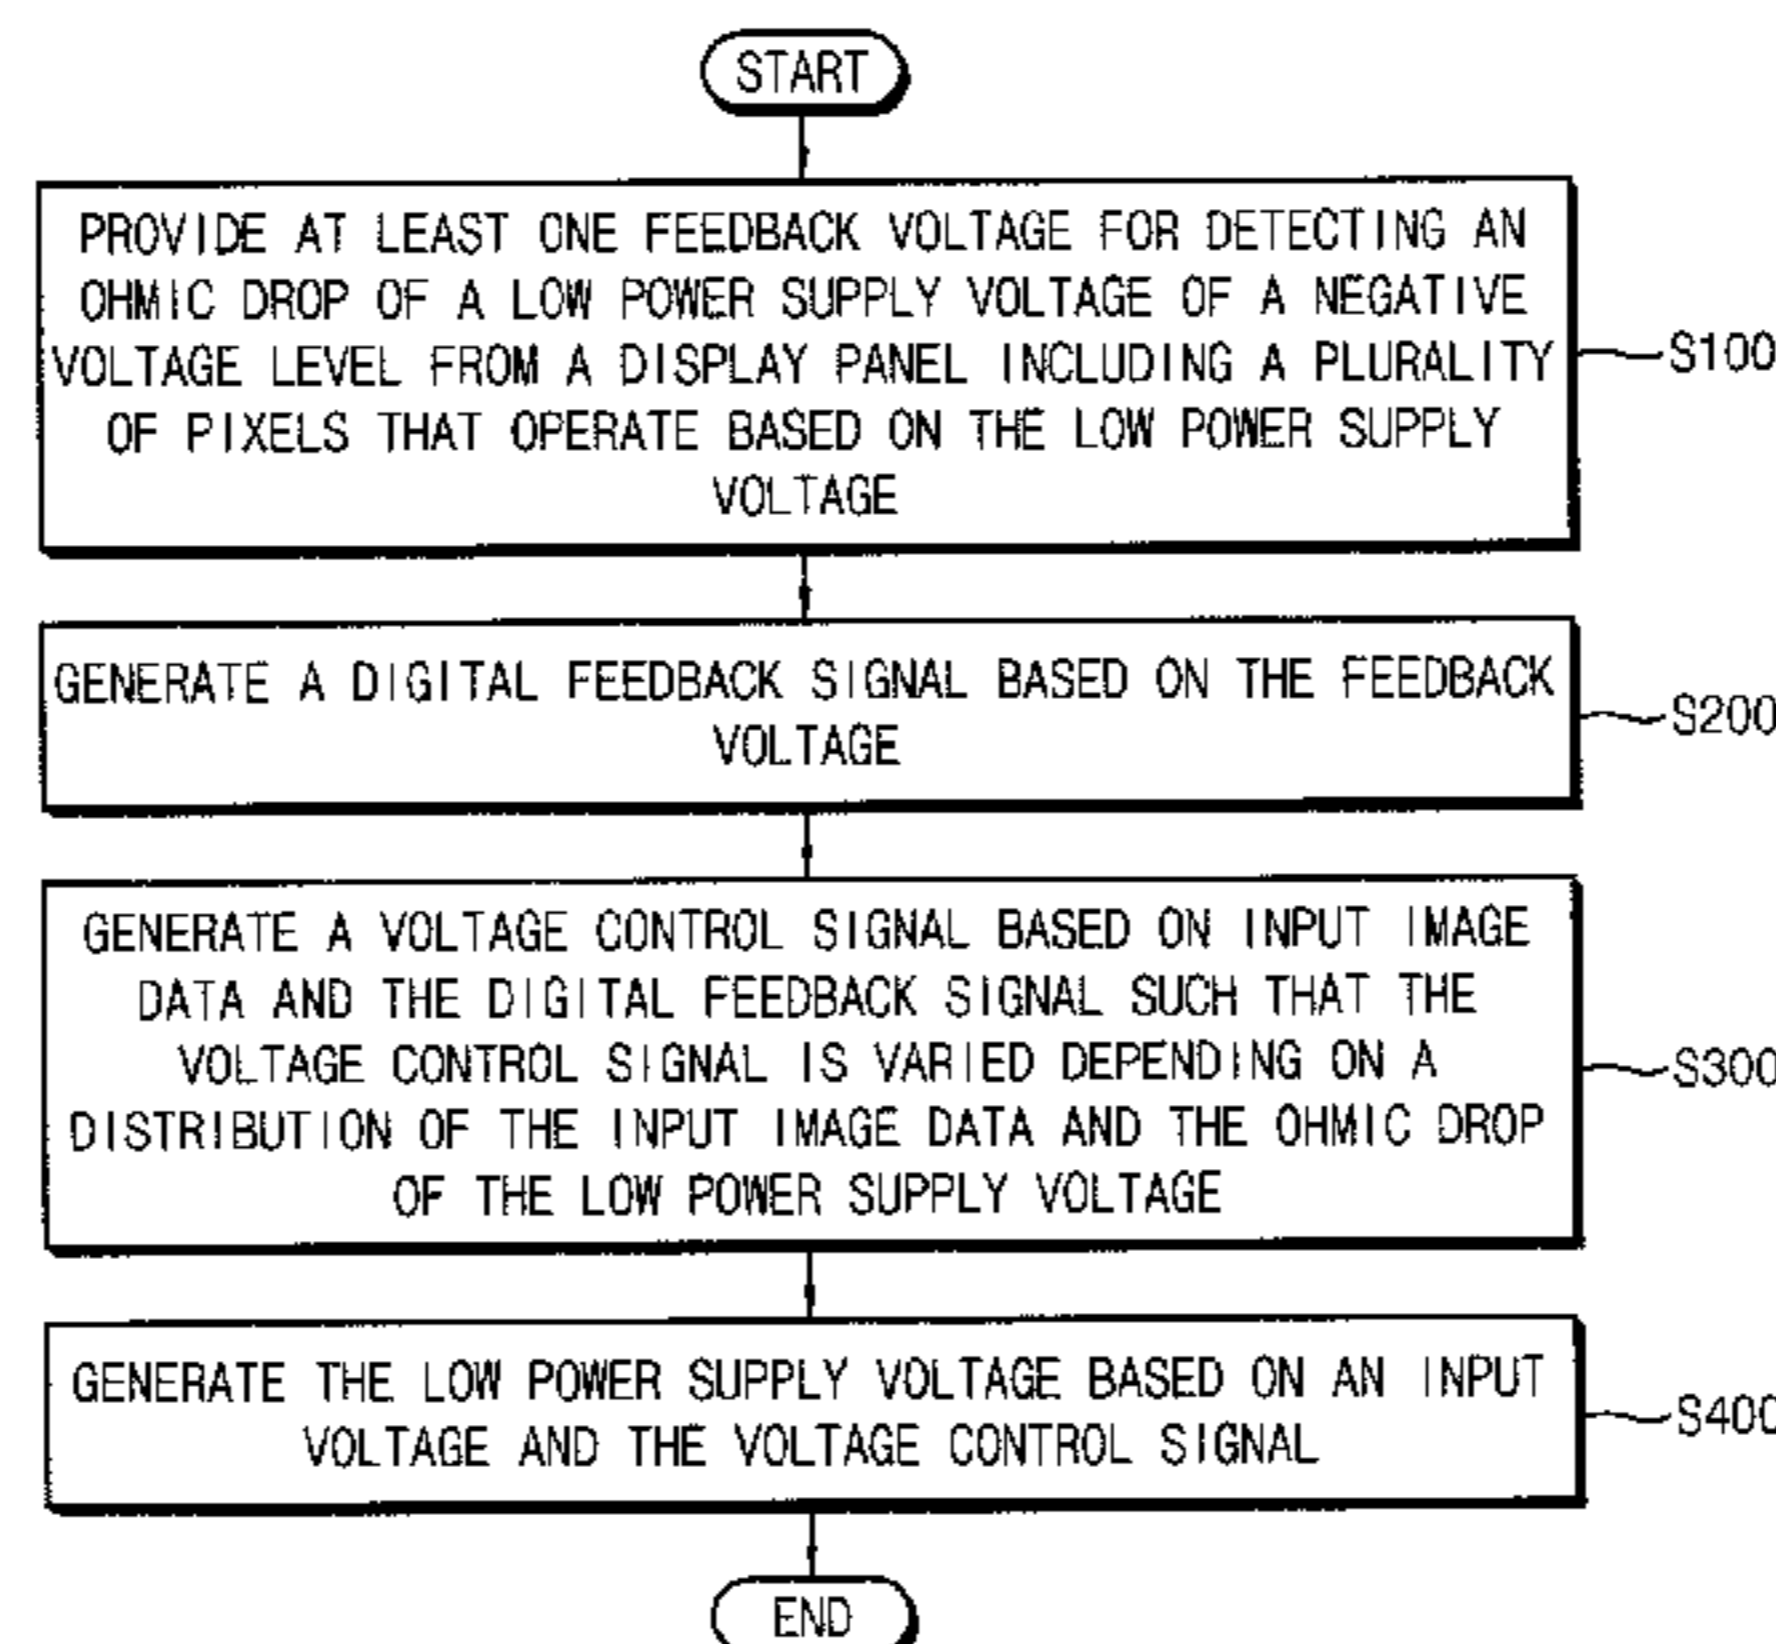 START
PROVIDE AT LEAST ONE FEEDBACK VOLTAGE FOR DETECTING AN
OHMIC DROP OF A LOW POWER SUPPLY VOLTAGE OF A NEGATIVE
VOLTAGE LEVEL FROM A DISPLAY PANEL INCLUDING A PLURALITY
OF PIXELS THAT OPERATE BASED ON THE LOW POWER SUPPLY
VOLTAGE
S100
GENERATE A DIGITAL FEEDBACK SIGNAL BASED ON THE FEEDBACK
VOLTAGE
S200
GENERATE A VOLTAGE CONTROL SIGNAL BASED ON INPUT IMAGE
DATA AND THE DIGITAL FEEDBACK SIGNAL SUCH THAT THE
VOLTAGE CONTROL SIGNAL IS VARIED DEPENDING ON A
DISTRIBUTION OF THE INPUT IMAGE DATA AND THE OHMIC DROP
OF THE LOW POWER SUPPLY VOLTAGE
S300
GENERATE THE LOW POWER SUPPLY VOLTAGE BASED ON AN INPUT
VOLTAGE AND THE VOLTAGE CONTROL SIGNAL
S400
END